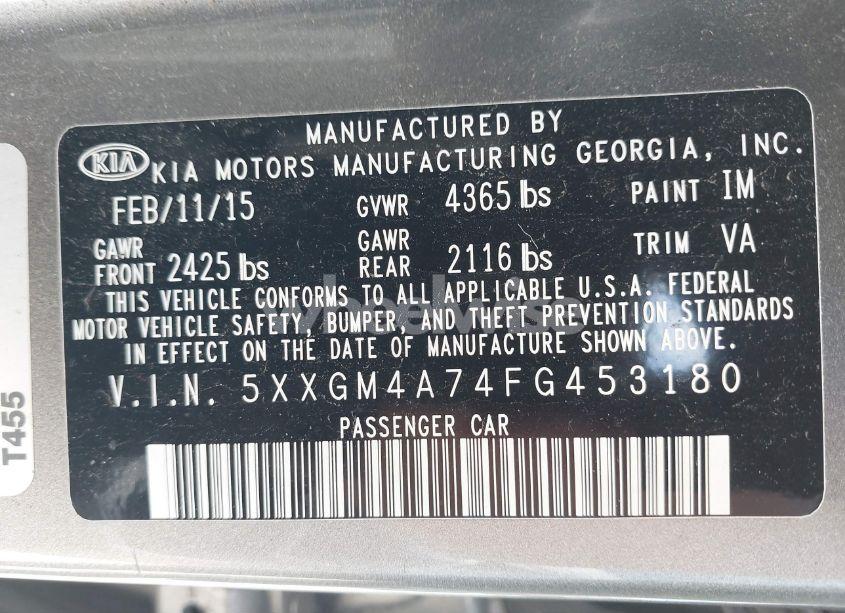 MANUFACTURED BY
KIA KIA MOTORS MANUFACTURING GEORGIA, INC.
FEB/11/15 GVWR 4365 lbs PAINT IM
GAWR FRONT 2425 lbs GAWR REAR 2116 lbs TRIM VA
THIS VEHICLE CONFORMS TO ALL APPLICABLE U.S.A. FEDERAL
MOTOR VEHICLE SAFETY, BUMPER, AND THEFT PREVENTION STANDARDS
IN EFFECT ON THE DATE OF MANUFACTURE SHOWN ABOVE.
V.I.N. 5XXGM4A74FG453180
PASSENGER CAR
T455